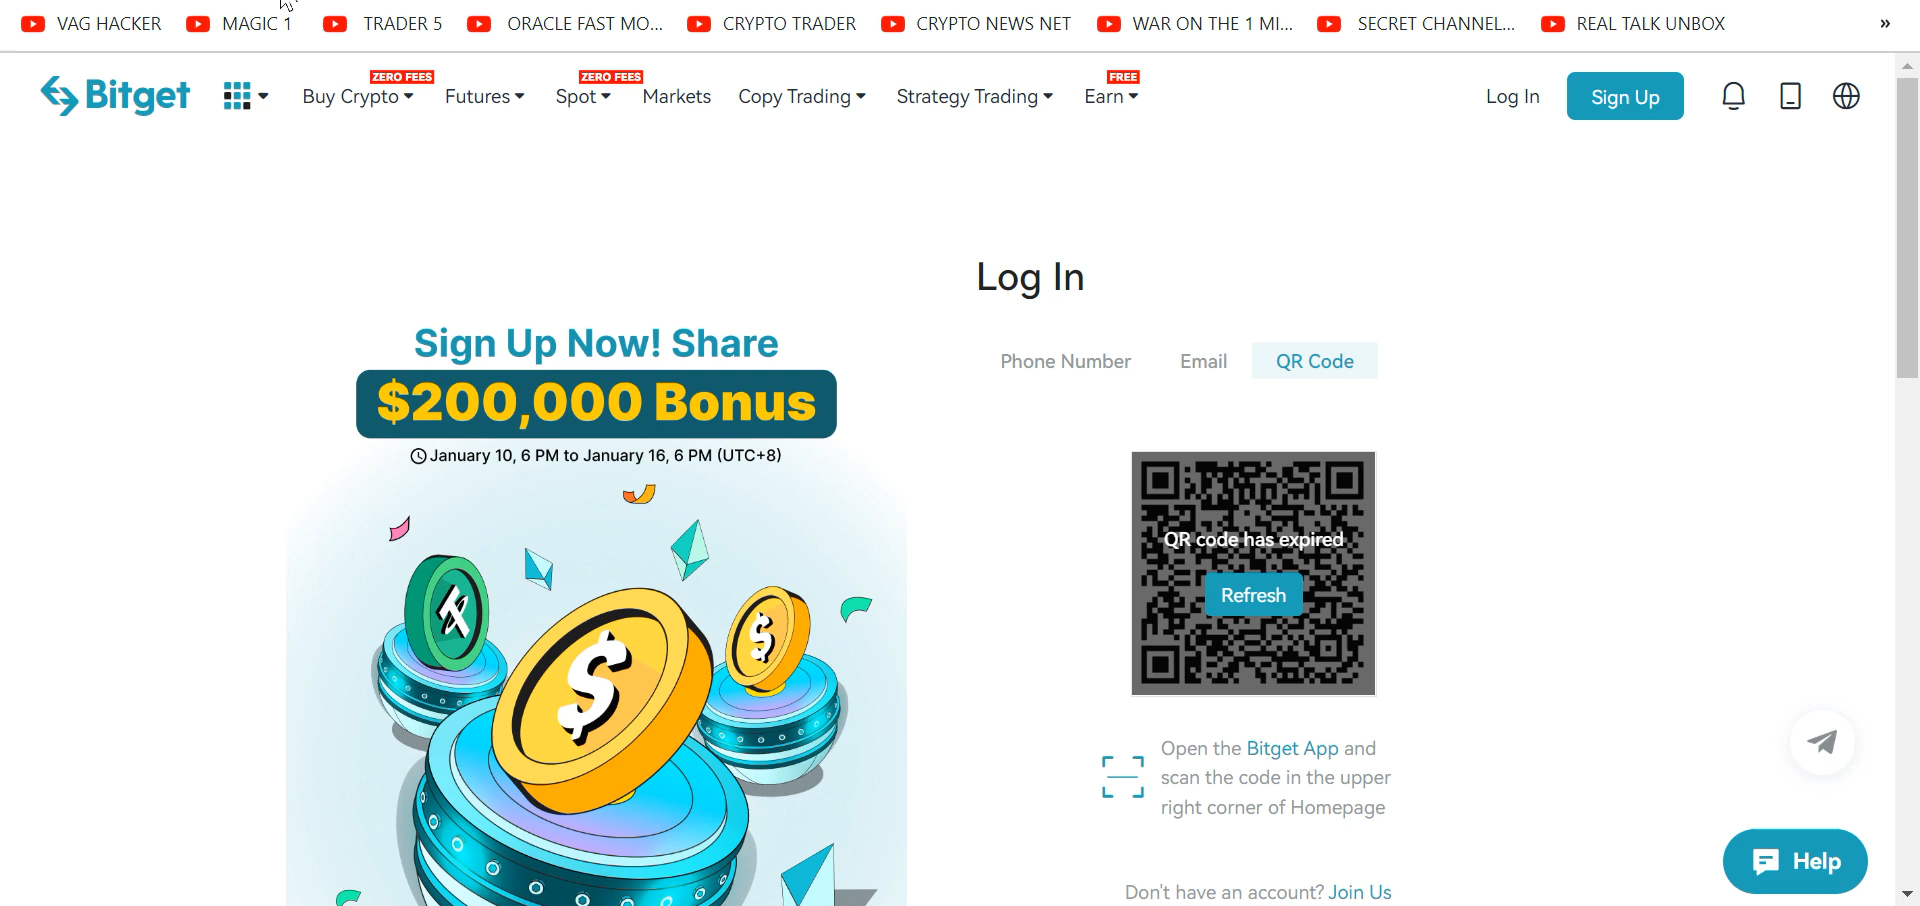 VAG HACKER MAGIC 1 TRADER 5 ORACLE FAST MO... CRYPTO TRADER CRYPTO NEWS NET WAR ON THE 1 MI... SECRET CHANNEL... REAL TALK UNBOX »
ZERO FEES ZERO FEES FREE
Bitget Buy Crypto Futures Spot Markets Copy Trading Strategy Trading Earn Log In Sign Up
Log In
Sign Up Now! Share
$200,000 Bonus
January 10, 6 PM to January 16, 6 PM (UTC+8)
Phone Number Email QR Code
QR code has expired
Refresh
Open the Bitget App and
scan the code in the upper
right corner of Homepage
Help
Don't have an account? Join Us